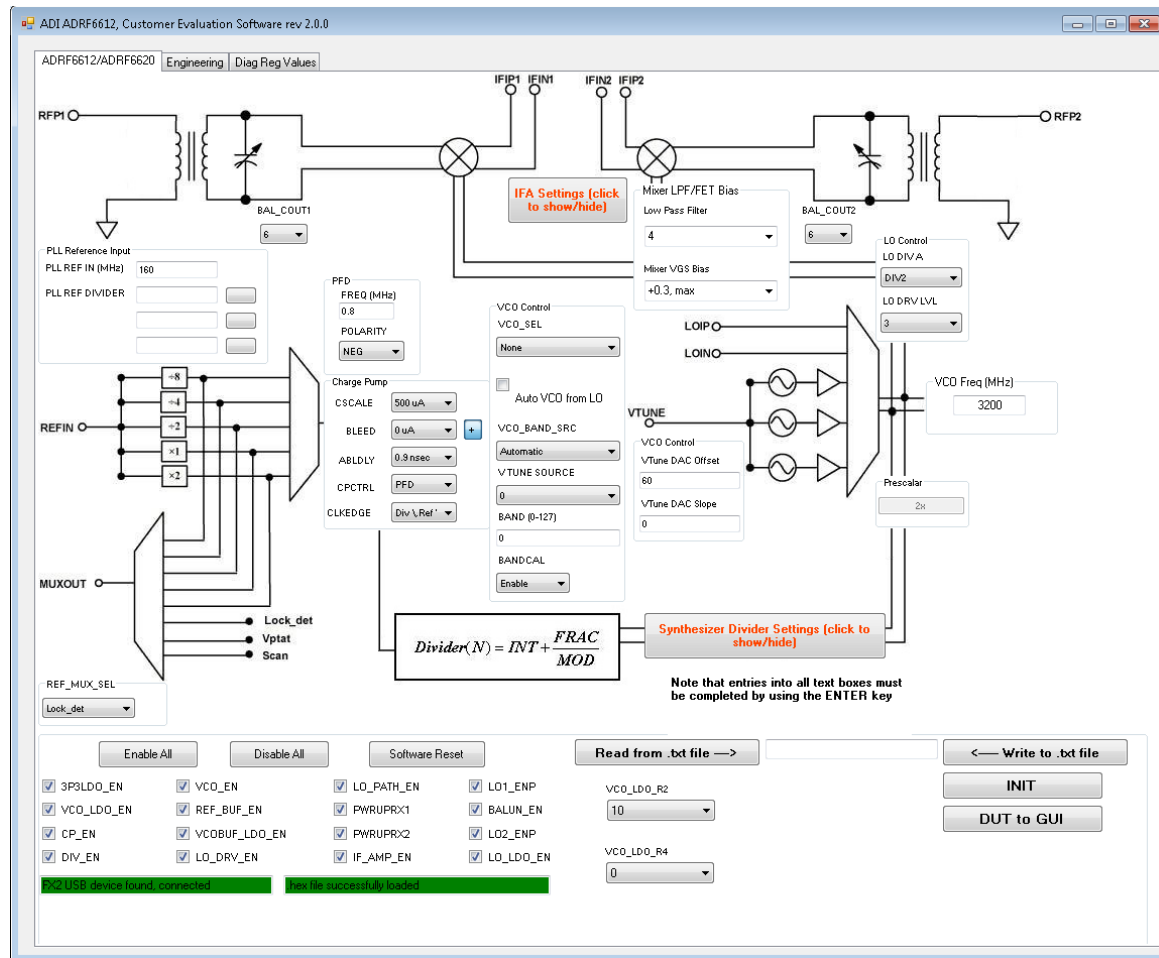 ADI ADRF6612, Customer Evaluation Software rev 2.0.0
ADRF6612/ADRF6620 Engineering Diag Reg Values
IFIP1 IFIN1 IFIN2 IFIP2
RFP1
RFP2
IFA Settings (click
to show/hide)
Mixer LPF/FET Bias
Low Pass Filter
4
Mixer VGS Bias
+0.3, max
BAL_COUT1
6
BAL_COUT2
6
LO Control
LO DIV A
DIV2
LO DRV LVL
3
PLL Reference Input
PLL REF IN (MHz) 160
PLL REF DIVIDER
PFD
FREQ (MHz)
0.8
POLARITY
NEG
VCO Control
VCO_SEL
None
Auto VCO from LO
VCO_BAND_SRC
Automatic
VTUNE SOURCE
0
BAND (0-127)
0
BANDCAL
Enable
LOIP
LOIN
VTUNE
VCO Freq (MHz)
3200
÷8
÷4
REFIN ÷2
×1
×2
Charge Pump
CSCALE 500 uA
BLEED 0 uA +
ABLDLY 0.9 nsec
CPCTRL PFD
CLKEDGE Div \, Ref '
VCO Control
VTune DAC Offset
60
VTune DAC Slope
0
Prescalar
2x
MUXOUT
Lock_det
Vptat
Scan
Divider(N) = INT + FRAC
MOD
Synthesizer Divider Settings (click to
show/hide)
Note that entries into all text boxes must
be completed by using the ENTER key
REF_MUX_SEL
Lock_det
Enable All Disable All Software Reset
Read from .txt file —>
<— Write to .txt file
3P3LDO_EN VCO_EN LO_PATH_EN LO1_ENP
VCO_LDO_EN REF_BUF_EN PWRUPRX1 BALUN_EN
CP_EN VCOBUF_LDO_EN PWRUPRX2 LO2_ENP
DIV_EN LO_DRV_EN IF_AMP_EN LO_LDO_EN
FX2 USB device found, connected .hex file successfully loaded
VCO_LDO_R2
10
VCO_LDO_R4
0
INIT
DUT to GUI